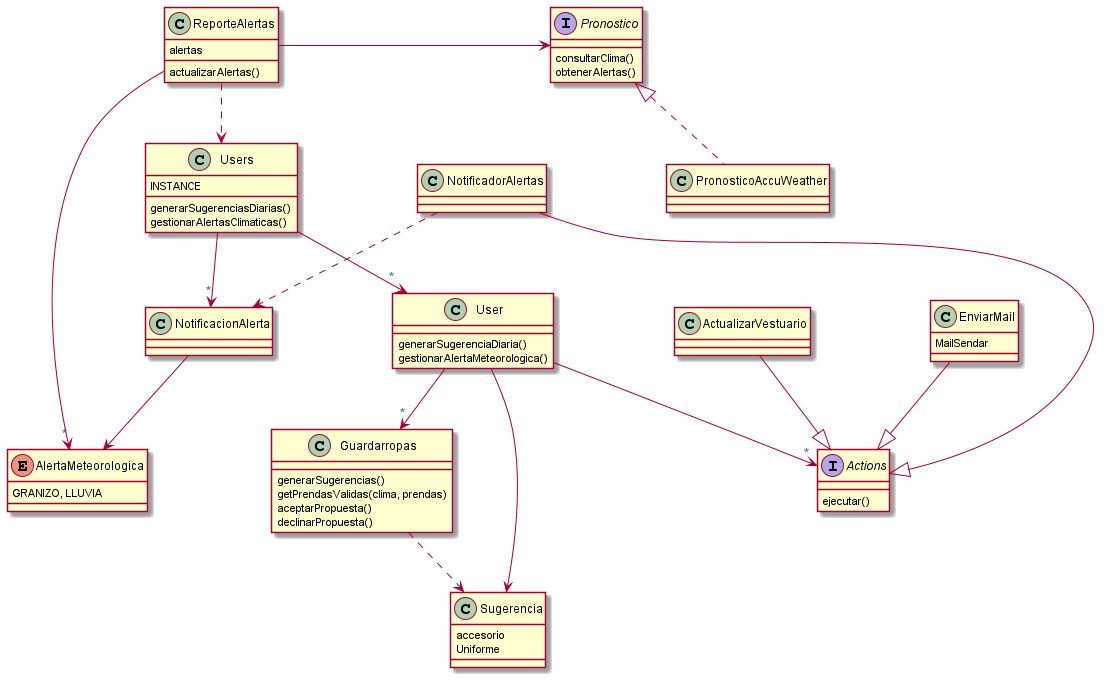 C ReporteAlertas
alertas
actualizarAlertas()
I Pronostico
consultarClima()
obtenerAlertas()
C Users
INSTANCE
generarSugerenciasDiarias()
gestionarAlertasClimaticas()
C NotificadorAlertas
C PronosticoAccuWeather
*
*
C NotificacionAlerta
C User
generarSugerenciaDiaria()
gestionarAlertaMeteorologica()
C ActualizarVestuario
C EnviarMail
MailSendar
*
*
*
E AlertaMeteorologica
GRANIZO, LLUVIA
C Guardarropas
generarSugerencias()
getPrendasValidas(clima, prendas)
aceptarPropuesta()
declinarPropuesta()
I Actions
ejecutar()
C Sugerencia
accesorio
Uniforme